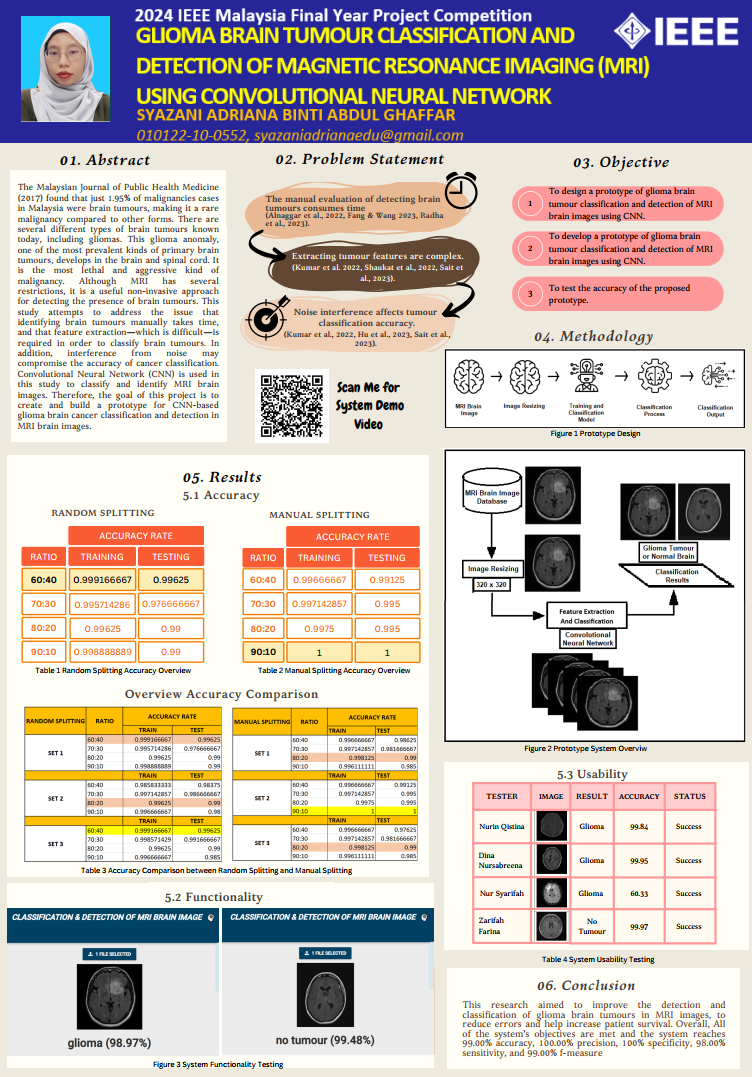 2024 IEEE Malaysia Final Year Project Competition
GLIOMA BRAIN TUMOUR CLASSIFICATION AND
DETECTION OF MAGNETIC RESONANCE IMAGING (MRI)
USING CONVOLUTIONAL NEURAL NETWORK
SYAZANI ADRIANA BINTI ABDUL GHAFFAR
010122-10-0552, syazaniadrianaedu@gmail.com
IEEE
01. Abstract
The Malaysian Journal of Public Health Medicine
(2017) found that just 1.95% of malignancies cases
in Malaysia were brain tumours, making it a rare
malignancy compared to other forms. There are
several different types of brain tumours known
today, including gliomas. This glioma anomaly,
one of the most prevalent kinds of primary brain
tumours, develops in the brain and spinal cord. It
is the most lethal and aggressive kind of
malignancy. Although MRI has several
restrictions, it is a useful non-invasive approach
for detecting the presence of brain tumours. This
study attempts to address the issue that
identifying brain tumours manually takes time,
and that feature extraction—which is difficult—is
required in order to classify brain tumours. In
addition, interference from noise may
compromise the accuracy of cancer classification.
Convolutional Neural Network (CNN) is used in
this study to classify and identify MRI brain
images. Therefore, the goal of this project is to
create and build a prototype for CNN-based
glioma brain cancer classification and detection in
MRI brain images.
02. Problem Statement
The manual evaluation of detecting brain
tumours consumes time
(Alnaggar et al., 2022, Fang & Wang 2023, Radha
et al., 2023).
Extracting tumour features are complex.
(Kumar et al. 2022, Shaukat et al., 2022, Sait et
al., 2023).
Noise interference affects tumour
classification accuracy.
(Kumar et al., 2022, Hu et al., 2023, Sait et al.,
2023).
Scan Me for
System Demo
Video
03. Objective
1
To design a prototype of glioma brain
tumour classification and detection of MRI
brain images using CNN.
2
To develop a prototype of glioma brain
tumour classification and detection of MRI
brain images using CNN.
3
To test the accuracy of the proposed
prototype.
04. Methodology
MRI Brain
Image
Image Resizing
Training and
Classification
Model
Classification
Process
Classification
Output
Figure 1 Prototype Design
MRI Brain Image
Database
Image Resizing
320 x 320
Feature Extraction
And Classification
Convolutional
Neural Network
Glioma Tumour
or Normal Brain
Classification
Results
Figure 2 Prototype System Overviw
05. Results
5.1 Accuracy
RANDOM SPLITTING
ACCURACY RATE
RATIO TRAINING TESTING
60:40 0.999166667 0.99625
70:30 0.995714286 0.976666667
80:20 0.99625 0.99
90:10 0.998888889 0.99
Table 1 Random Splitting Accuracy Overview
MANUAL SPLITTING
ACCURACY RATE
RATIO TRAINING TESTING
60:40 0.99666667 0.99125
70:30 0.997142857 0.995
80:20 0.9975 0.995
90:10 1 1
Table 2 Manual Splitting Accuracy Overview
Overview Accuracy Comparison
RANDOM SPLITTING RATIO ACCURACY RATE
TRAIN TEST
SET 1
60:40 0.999166667 0.99625
70:30 0.995714286 0.976666667
80:20 0.99625 0.99
90:10 0.998888889 0.99
TRAIN TEST
SET 2
60:40 0.985833333 0.98375
70:30 0.997142857 0.986666667
80:20 0.99625 0.99
90:10 0.996666667 0.98
TRAIN TEST
SET 3
60:40 0.999166667 0.99625
70:30 0.998571429 0.991666667
80:20 0.99625 0.99
90:10 0.996666667 0.985
MANUAL SPLITTING RATIO ACCURACY RATE
TRAIN TEST
SET 1
60:40 0.996666667 0.98625
70:30 0.997142857 0.981666667
80:20 0.998125 0.99
90:10 0.996111111 0.985
TRAIN TEST
SET 2
60:40 0.996666667 0.99125
70:30 0.997142857 0.995
80:20 0.9975 0.995
90:10 1 1
TRAIN TEST
SET 3
60:40 0.996666667 0.97625
70:30 0.997142857 0.981666667
80:20 0.998125 0.99
90:10 0.996111111 0.985
Table 3 Accuracy Comparison between Random Splitting and Manual Splitting
5.2 Functionality
CLASSIFICATION & DETECTION OF MRI BRAIN IMAGE
1 FILE SELECTED
glioma (98.97%)
CLASSIFICATION & DETECTION OF MRI BRAIN IMAGE
1 FILE SELECTED
no tumour (99.48%)
Figure 3 System Functionality Testing
5.3 Usability
TESTER IMAGE RESULT ACCURACY STATUS
Nurin Qistina Glioma 99.84 Success
Dina
Nursabreena Glioma 99.95 Success
Nur Syarifah Glioma 60.33 Success
Zarifah
Farina No
Tumour 99.97 Success
Table 4 System Usability Testing
06. Conclusion
This research aimed to improve the detection and
classification of glioma brain tumours in MRI images, to
reduce errors and help increase patient survival. Overall, All
of the system's objectives are met and the system reaches
99.00% accuracy, 100.00% precision, 100% specificity, 98.00%
sensitivity, and 99.00% f-measure